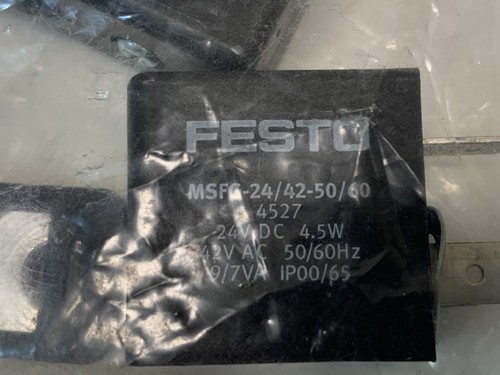 FESTO
MSFG-24/42-50/60
4527
24V DC 4.5W
42V AC 50/60Hz
9/7VA IP00/65